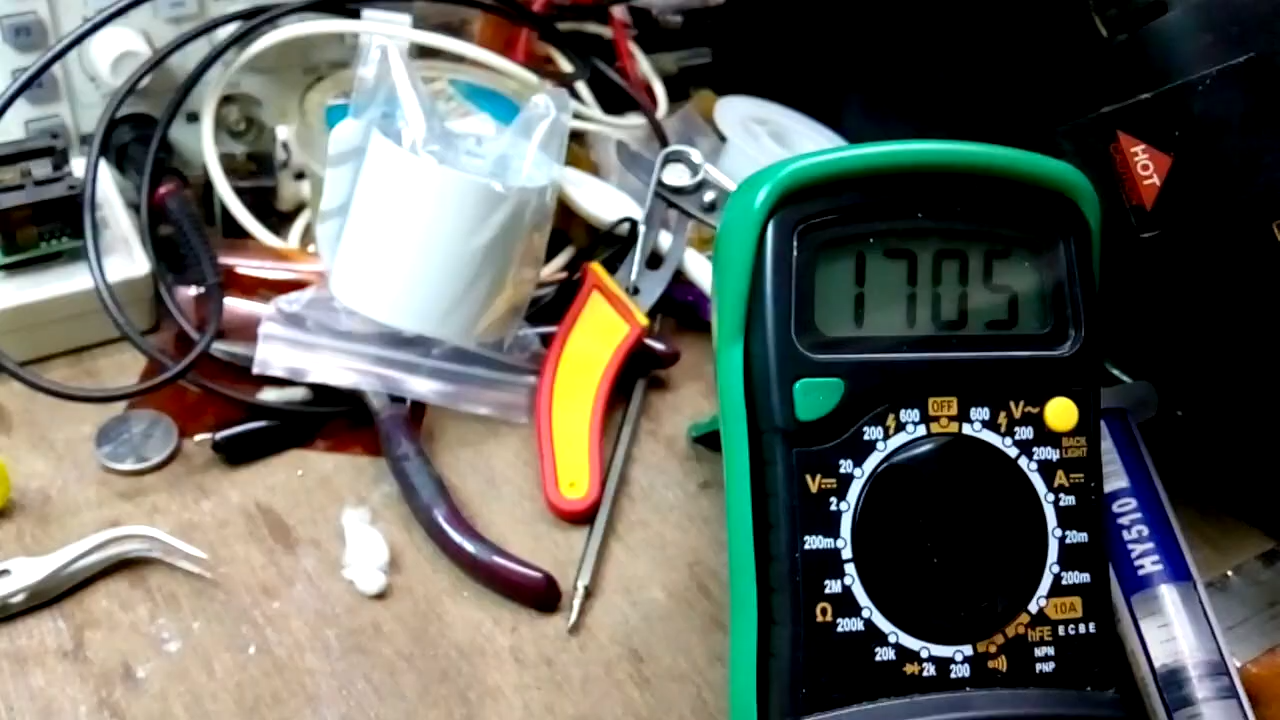 HOT
1705
OFF
600
600
V~
200
200
BACK
LIGHT
200µ
20
V⎓
A⎓
2
2m
200m
20m
2M
200m
Ω
10A
200k
hFE
E C B E
20k
NPN
2k
200
PNP
HY510